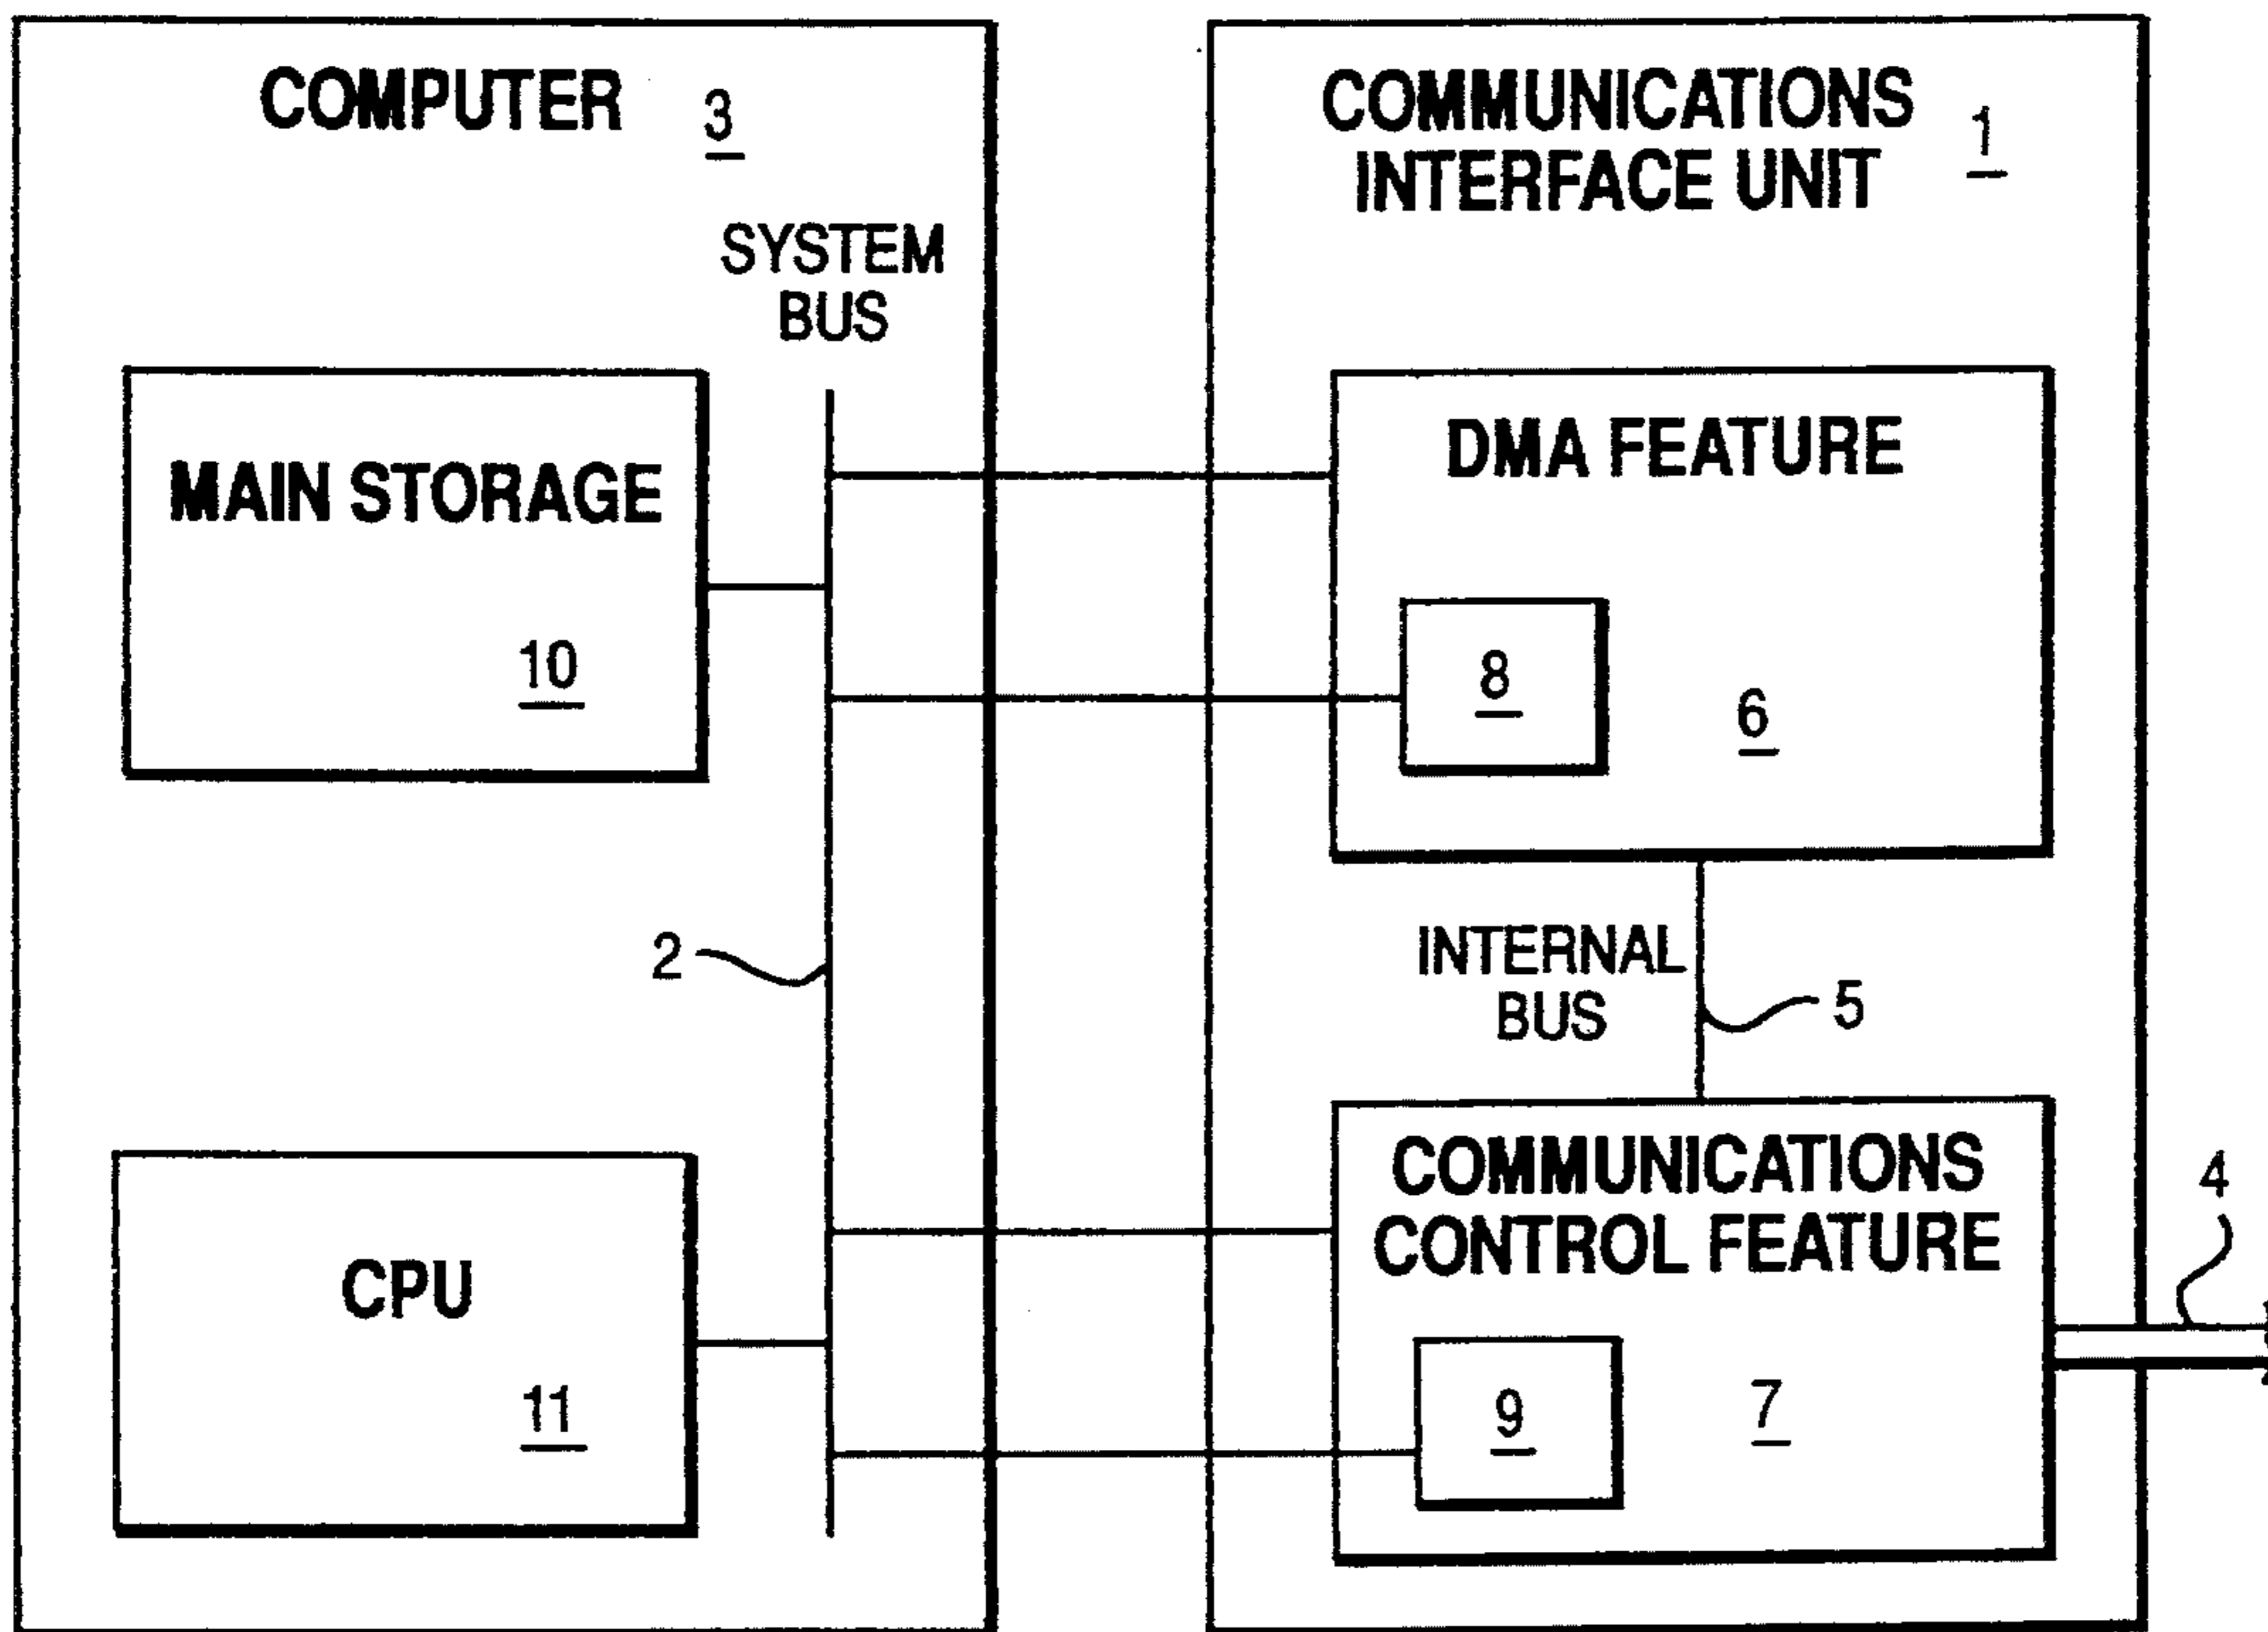 COMPUTER 3
SYSTEM
BUS
MAIN STORAGE
10
2
CPU
11
COMMUNICATIONS
INTERFACE UNIT 1
DMA FEATURE
8
6
INTERNAL
BUS
5
COMMUNICATIONS
CONTROL FEATURE
9
7
4